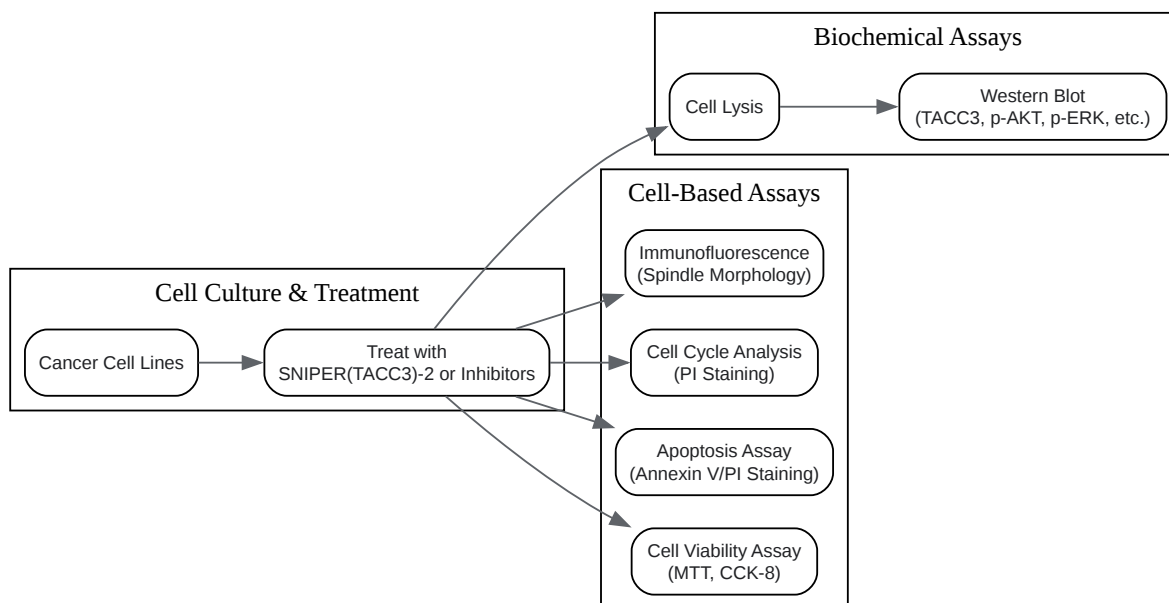 Biochemical Assays
Cell Lysis
Western Blot
(TACC3, p-AKT, p-ERK, etc.)
Cell-Based Assays
Immunofluorescence
(Spindle Morphology)
Cell Culture & Treatment
Cancer Cell Lines
Treat with
SNIPER(TACC3)-2 or Inhibitors
Cell Cycle Analysis
(PI Staining)
Apoptosis Assay
(Annexin V/PI Staining)
Cell Viability Assay
(MTT, CCK-8)